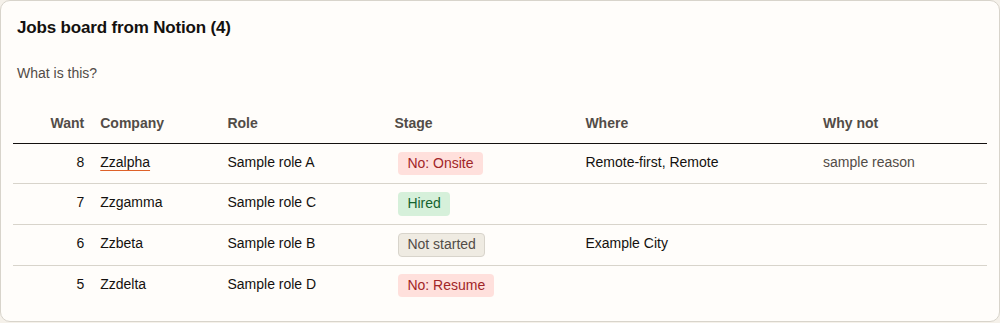 Jobs board from Notion (4)
What is this?
Want Company Role Stage Where Why not
8 Zzalpha Sample role A No: Onsite Remote-first, Remote sample reason
7 Zzgamma Sample role C Hired
6 Zzbeta Sample role B Not started Example City
5 Zzdelta Sample role D No: Resume